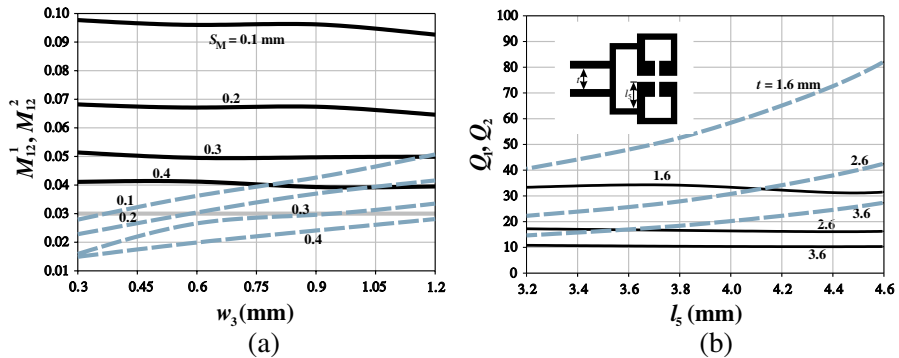 0.10
0.09
0.08
0.07
0.06
0.05
0.04
0.03
0.02
0.01
M¹₁₂, M²₁₂
S_M = 0.1 mm
0.2
0.3
0.4
0.1
0.2
0.3
0.4
0.3 0.45 0.6 0.75 0.9 1.05 1.2
w₃ (mm)
(a)
100
90
80
70
60
50
40
30
20
10
0
Q₁, Q₂
t
l₅
t = 1.6 mm
2.6
1.6
3.6
2.6
3.6
3.2 3.4 3.6 3.8 4.0 4.2 4.4 4.6
l₅ (mm)
(b)